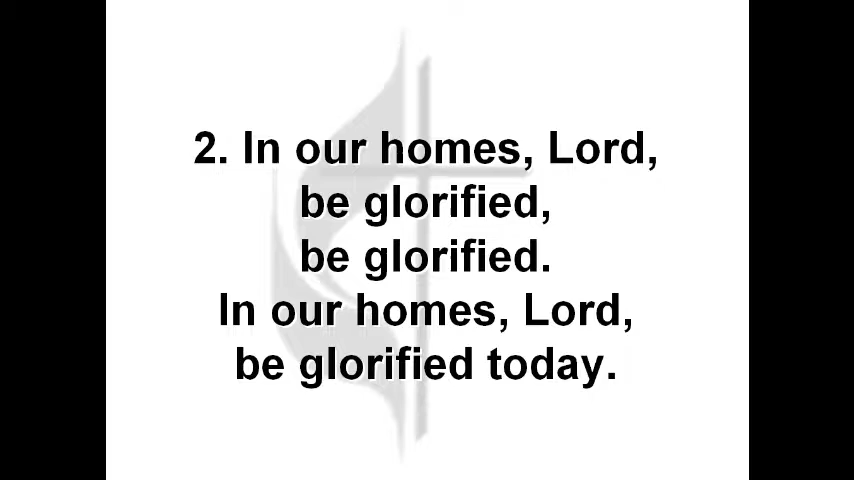 2. In our homes, Lord,
be glorified,
be glorified.
In our homes, Lord,
be glorified today.